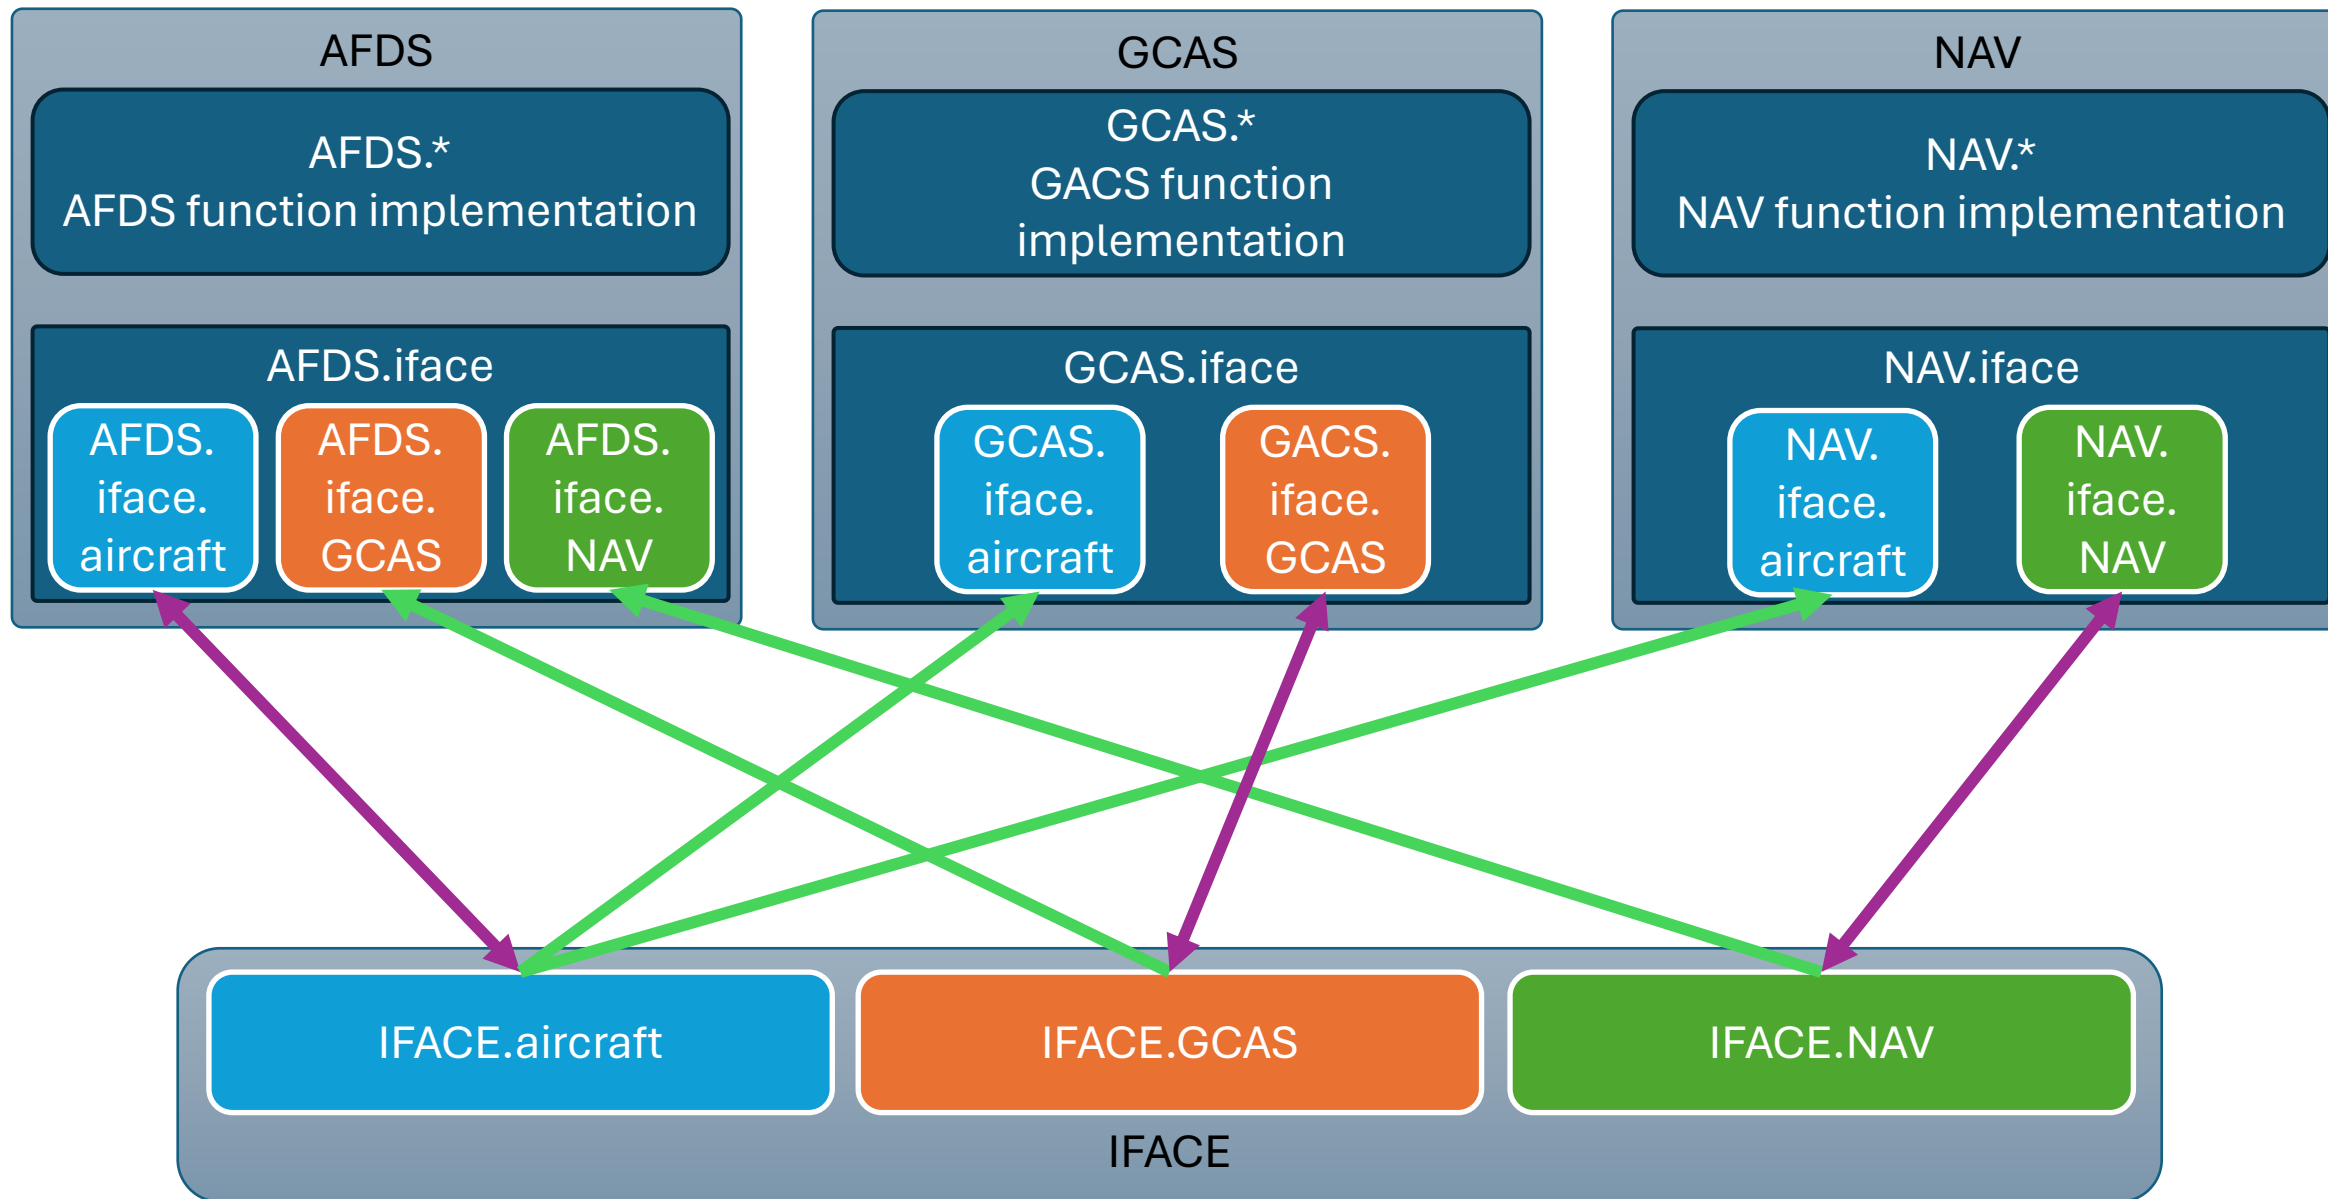 AFDS
AFDS.*
AFDS function implementation
AFDS.iface
AFDS.
iface.
aircraft
AFDS.
iface.
GCAS
AFDS.
iface.
NAV
GCAS
GCAS.*
GACS function
implementation
GCAS.iface
GCAS.
iface.
aircraft
GACS.
iface.
GCAS
NAV
NAV.*
NAV function implementation
NAV.iface
NAV.
iface.
aircraft
NAV.
iface.
NAV
IFACE.aircraft
IFACE.GCAS
IFACE.NAV
IFACE